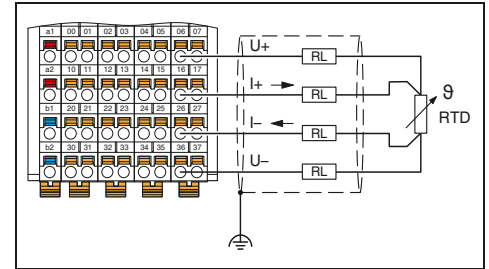 a1 00 01 02 03 04 05 06 07
U+
RL
a2 10 11 12 13 14 15 16 17
I+
RL
ϑ
RTD
b1 20 21 22 23 24 25 26 27
I–
RL
b2 30 31 32 33 34 35 36 37
U–
RL